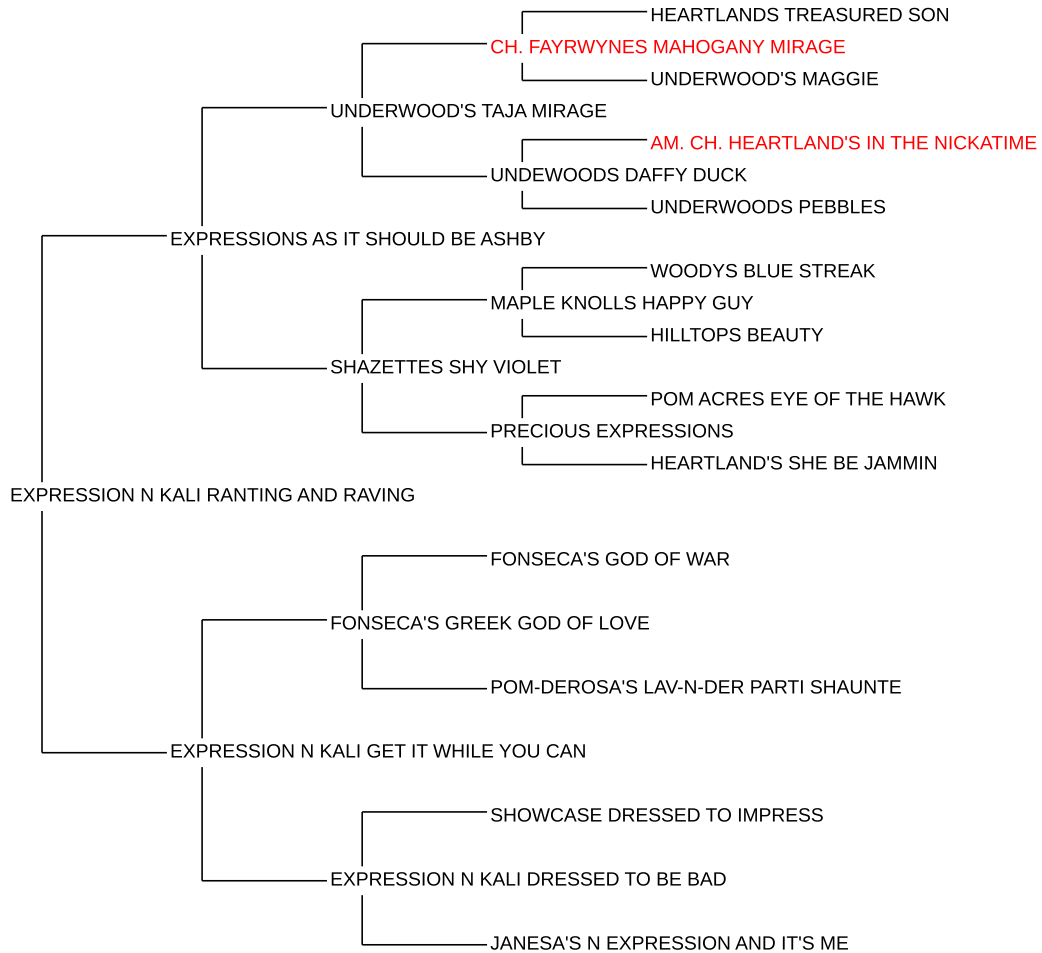 HEARTLANDS TREASURED SON
CH. FAYRWYNES MAHOGANY MIRAGE
UNDERWOOD'S MAGGIE
UNDERWOOD'S TAJA MIRAGE
AM. CH. HEARTLAND'S IN THE NICKATIME
UNDEWOODS DAFFY DUCK
UNDERWOODS PEBBLES
EXPRESSIONS AS IT SHOULD BE ASHBY
WOODYS BLUE STREAK
MAPLE KNOLLS HAPPY GUY
HILLTOPS BEAUTY
SHAZETTES SHY VIOLET
POM ACRES EYE OF THE HAWK
PRECIOUS EXPRESSIONS
HEARTLAND'S SHE BE JAMMIN
EXPRESSION N KALI RANTING AND RAVING
FONSECA'S GOD OF WAR
FONSECA'S GREEK GOD OF LOVE
POM-DEROSA'S LAV-N-DER PARTI SHAUNTE
EXPRESSION N KALI GET IT WHILE YOU CAN
SHOWCASE DRESSED TO IMPRESS
EXPRESSION N KALI DRESSED TO BE BAD
JANESA'S N EXPRESSION AND IT'S ME